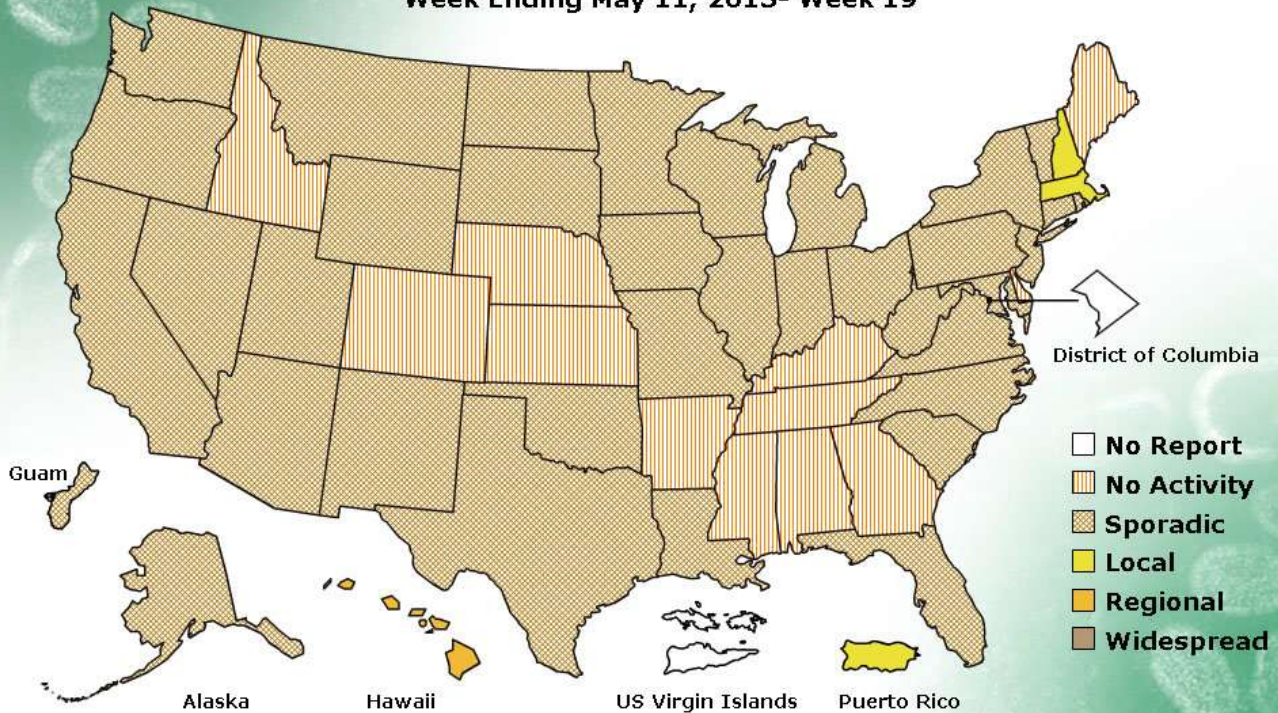 Week Ending May 11, 2013- Week 19
District of Columbia
No Report
Guam
No Activity
Sporadic
Local
Regional
Widespread
Alaska
Hawaii
US Virgin Islands
Puerto Rico